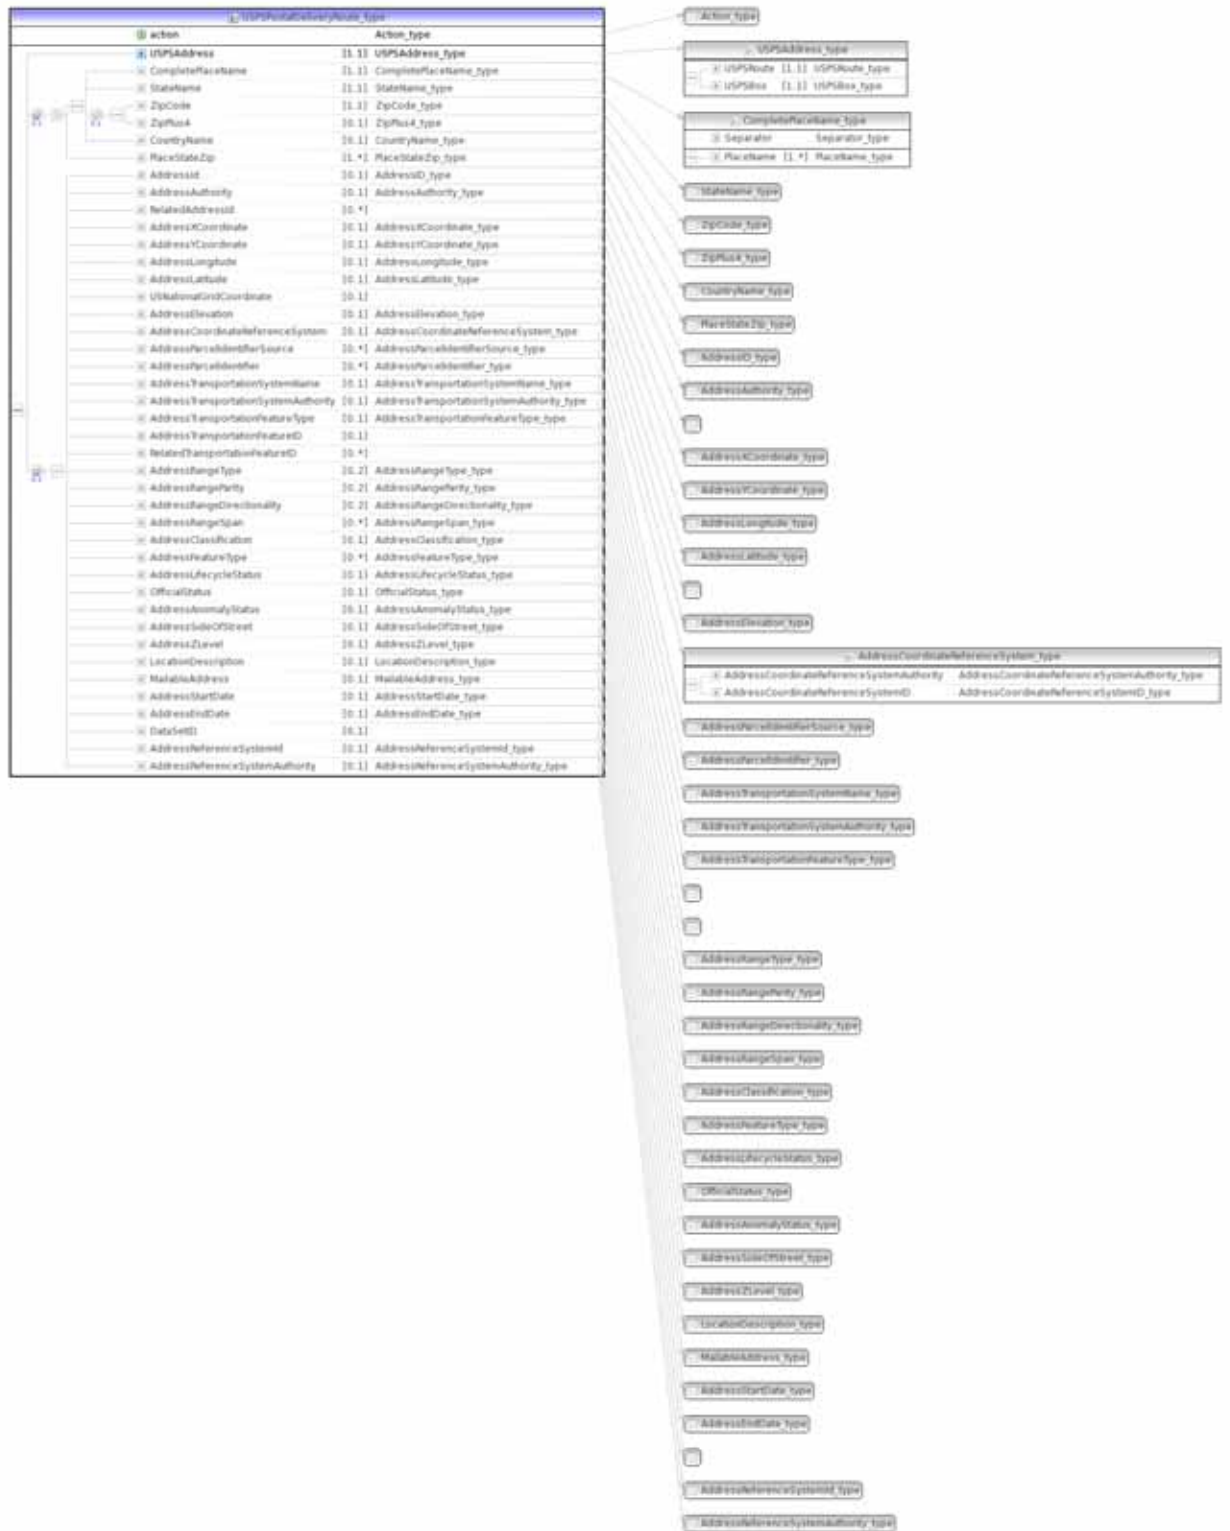 USPSPostalDeliveryRoute_type
action Action_type
USPSAddress [1..1] USPSAddress_type
CompletePlaceName [1..1] CompletePlaceName_type
StateName [1..1] StateName_type
ZipCode [1..1] ZipCode_type
ZipPlus4 [0..1] ZipPlus4_type
CountryName [0..1] CountryName_type
PlaceStateZip [1..*] PlaceStateZip_type
AddressId [0..1] AddressID_type
AddressAuthority [0..1] AddressAuthority_type
RelatedAddressId [0..*]
AddressXCoordinate [0..1] AddressXCoordinate_type
AddressYCoordinate [0..1] AddressYCoordinate_type
AddressLongitude [0..1] AddressLongitude_type
AddressLatitude [0..1] AddressLatitude_type
USNationalGridCoordinate [0..1]
AddressElevation [0..1] AddressElevation_type
AddressCoordinateReferenceSystem [0..1] AddressCoordinateReferenceSystem_type
AddressParcelIdentifierSource [0..*] AddressParcelIdentifierSource_type
AddressParcelIdentifier [0..*] AddressParcelIdentifier_type
AddressTransportationSystemName [0..1] AddressTransportationSystemName_type
AddressTransportationSystemAuthority [0..1] AddressTransportationSystemAuthority_type
AddressTransportationFeatureType [0..1] AddressTransportationFeatureType_type
AddressTransportationFeatureID [0..1]
RelatedTransportationFeatureID [0..*]
AddressRangeType [0..2] AddressRangeType_type
AddressRangeParity [0..2] AddressRangeParity_type
AddressRangeDirectionality [0..2] AddressRangeDirectionality_type
AddressRangeSpan [0..*] AddressRangeSpan_type
AddressClassification [0..1] AddressClassification_type
AddressFeatureType [0..*] AddressFeatureType_type
AddressLifecycleStatus [0..1] AddressLifecycleStatus_type
OfficialStatus [0..1] OfficialStatus_type
AddressAnomalyStatus [0..1] AddressAnomalyStatus_type
AddressSideOfStreet [0..1] AddressSideOfStreet_type
AddressZLevel [0..1] AddressZLevel_type
LocationDescription [0..1] LocationDescription_type
MailableAddress [0..1] MailableAddress_type
AddressStartDate [0..1] AddressStartDate_type
AddressEndDate [0..1] AddressEndDate_type
DataSetID [0..1]
AddressReferenceSystemId [0..1] AddressReferenceSystemId_type
AddressReferenceSystemAuthority [0..1] AddressReferenceSystemAuthority_type
Action_type
USPSAddress_type
USPSRoute [1..1] USPSRoute_type
USPSBox [1..1] USPSBox_type
CompletePlaceName_type
Separator Separator_type
PlaceName [1..*] PlaceName_type
StateName_type
ZipCode_type
ZipPlus4_type
CountryName_type
PlaceStateZip_type
AddressID_type
AddressAuthority_type
AddressXCoordinate_type
AddressYCoordinate_type
AddressLongitude_type
AddressLatitude_type
AddressElevation_type
AddressCoordinateReferenceSystem_type
AddressCoordinateReferenceSystemAuthority AddressCoordinateReferenceSystemAuthority_type
AddressCoordinateReferenceSystemID AddressCoordinateReferenceSystemID_type
AddressParcelIdentifierSource_type
AddressParcelIdentifier_type
AddressTransportationSystemName_type
AddressTransportationSystemAuthority_type
AddressTransportationFeatureType_type
AddressRangeType_type
AddressRangeParity_type
AddressRangeDirectionality_type
AddressRangeSpan_type
AddressClassification_type
AddressFeatureType_type
AddressLifecycleStatus_type
OfficialStatus_type
AddressAnomalyStatus_type
AddressSideOfStreet_type
AddressZLevel_type
LocationDescription_type
MailableAddress_type
AddressStartDate_type
AddressEndDate_type
AddressReferenceSystemId_type
AddressReferenceSystemAuthority_type